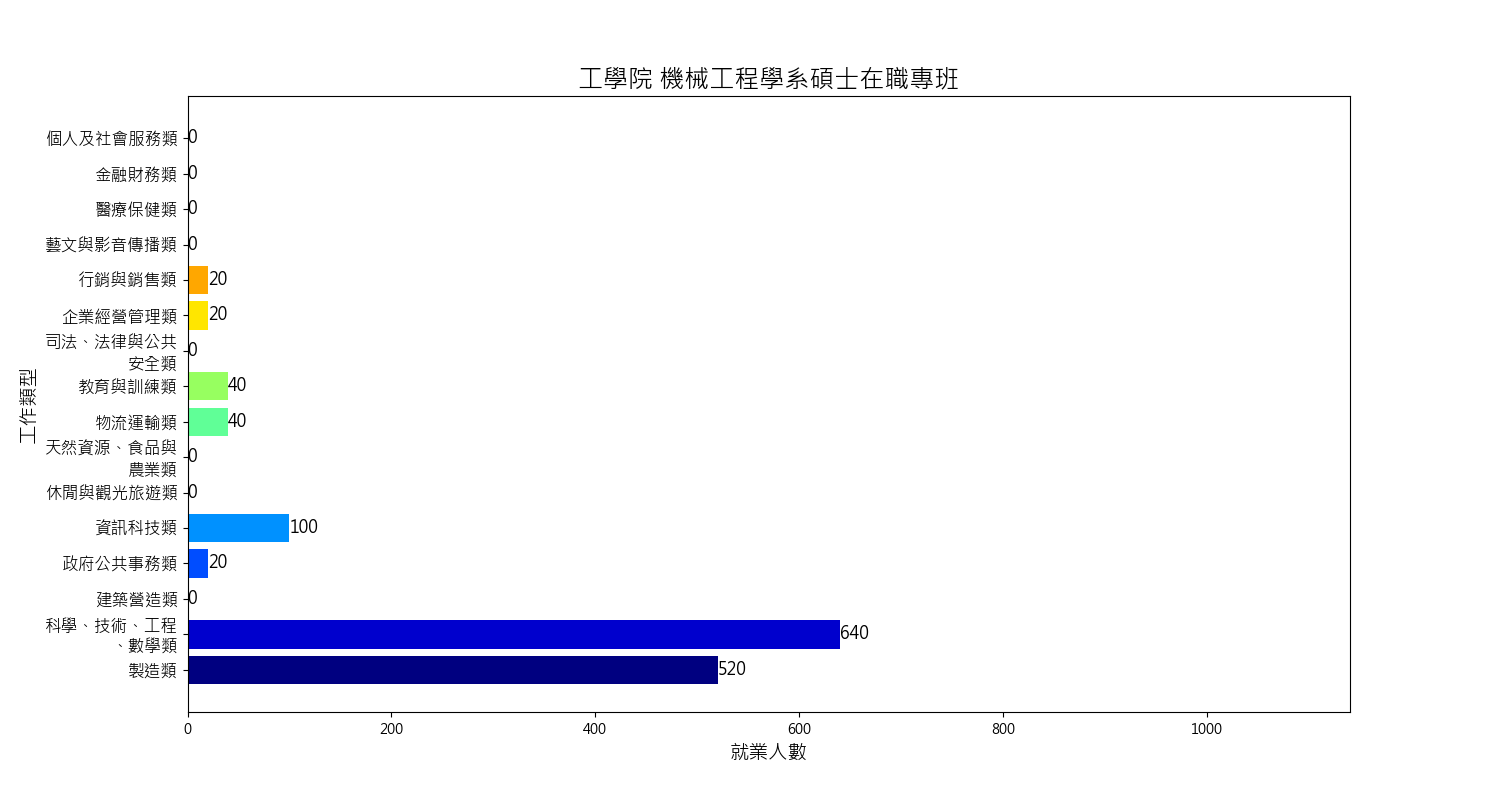 工學院 機械工程學系碩士在職專班
個人及社會服務類 0
金融財務類 0
醫療保健類 0
藝文與影音傳播類 0
行銷與銷售類 20
企業經營管理類 20
司法、法律與公共
安全類 0
教育與訓練類 40
物流運輸類 40
天然資源、食品與
農業類 0
休閒與觀光旅遊類 0
資訊科技類 100
政府公共事務類 20
建築營造類 0
科學、技術、工程
、數學類 640
製造類 520
工作類型
0 200 400 600 800 1000
就業人數